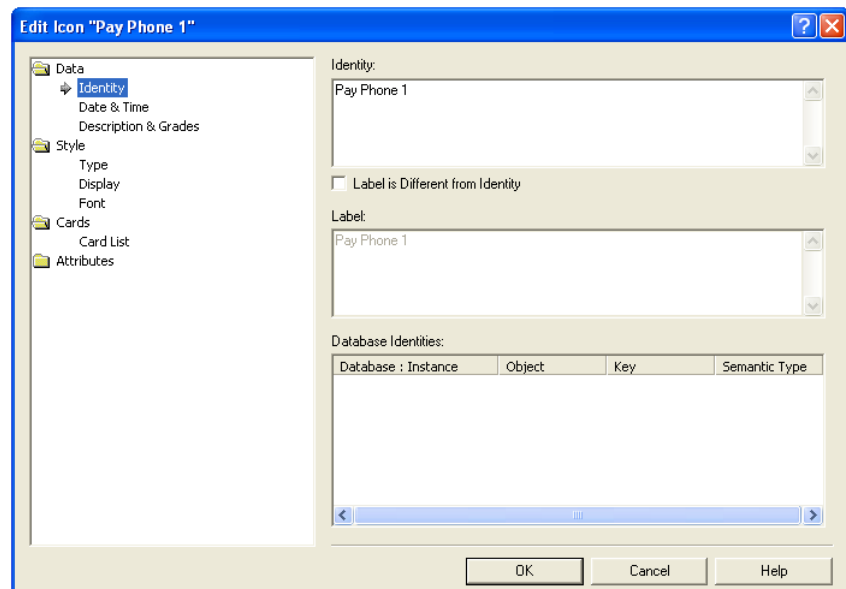 Edit Icon "Pay Phone 1"
Data
Identity
Date & Time
Description & Grades
Style
Type
Display
Font
Cards
Card List
Attributes
Identity:
Pay Phone 1
Label is Different from Identity
Label:
Pay Phone 1
Database Identities:
Database : Instance Object Key Semantic Type
OK Cancel Help